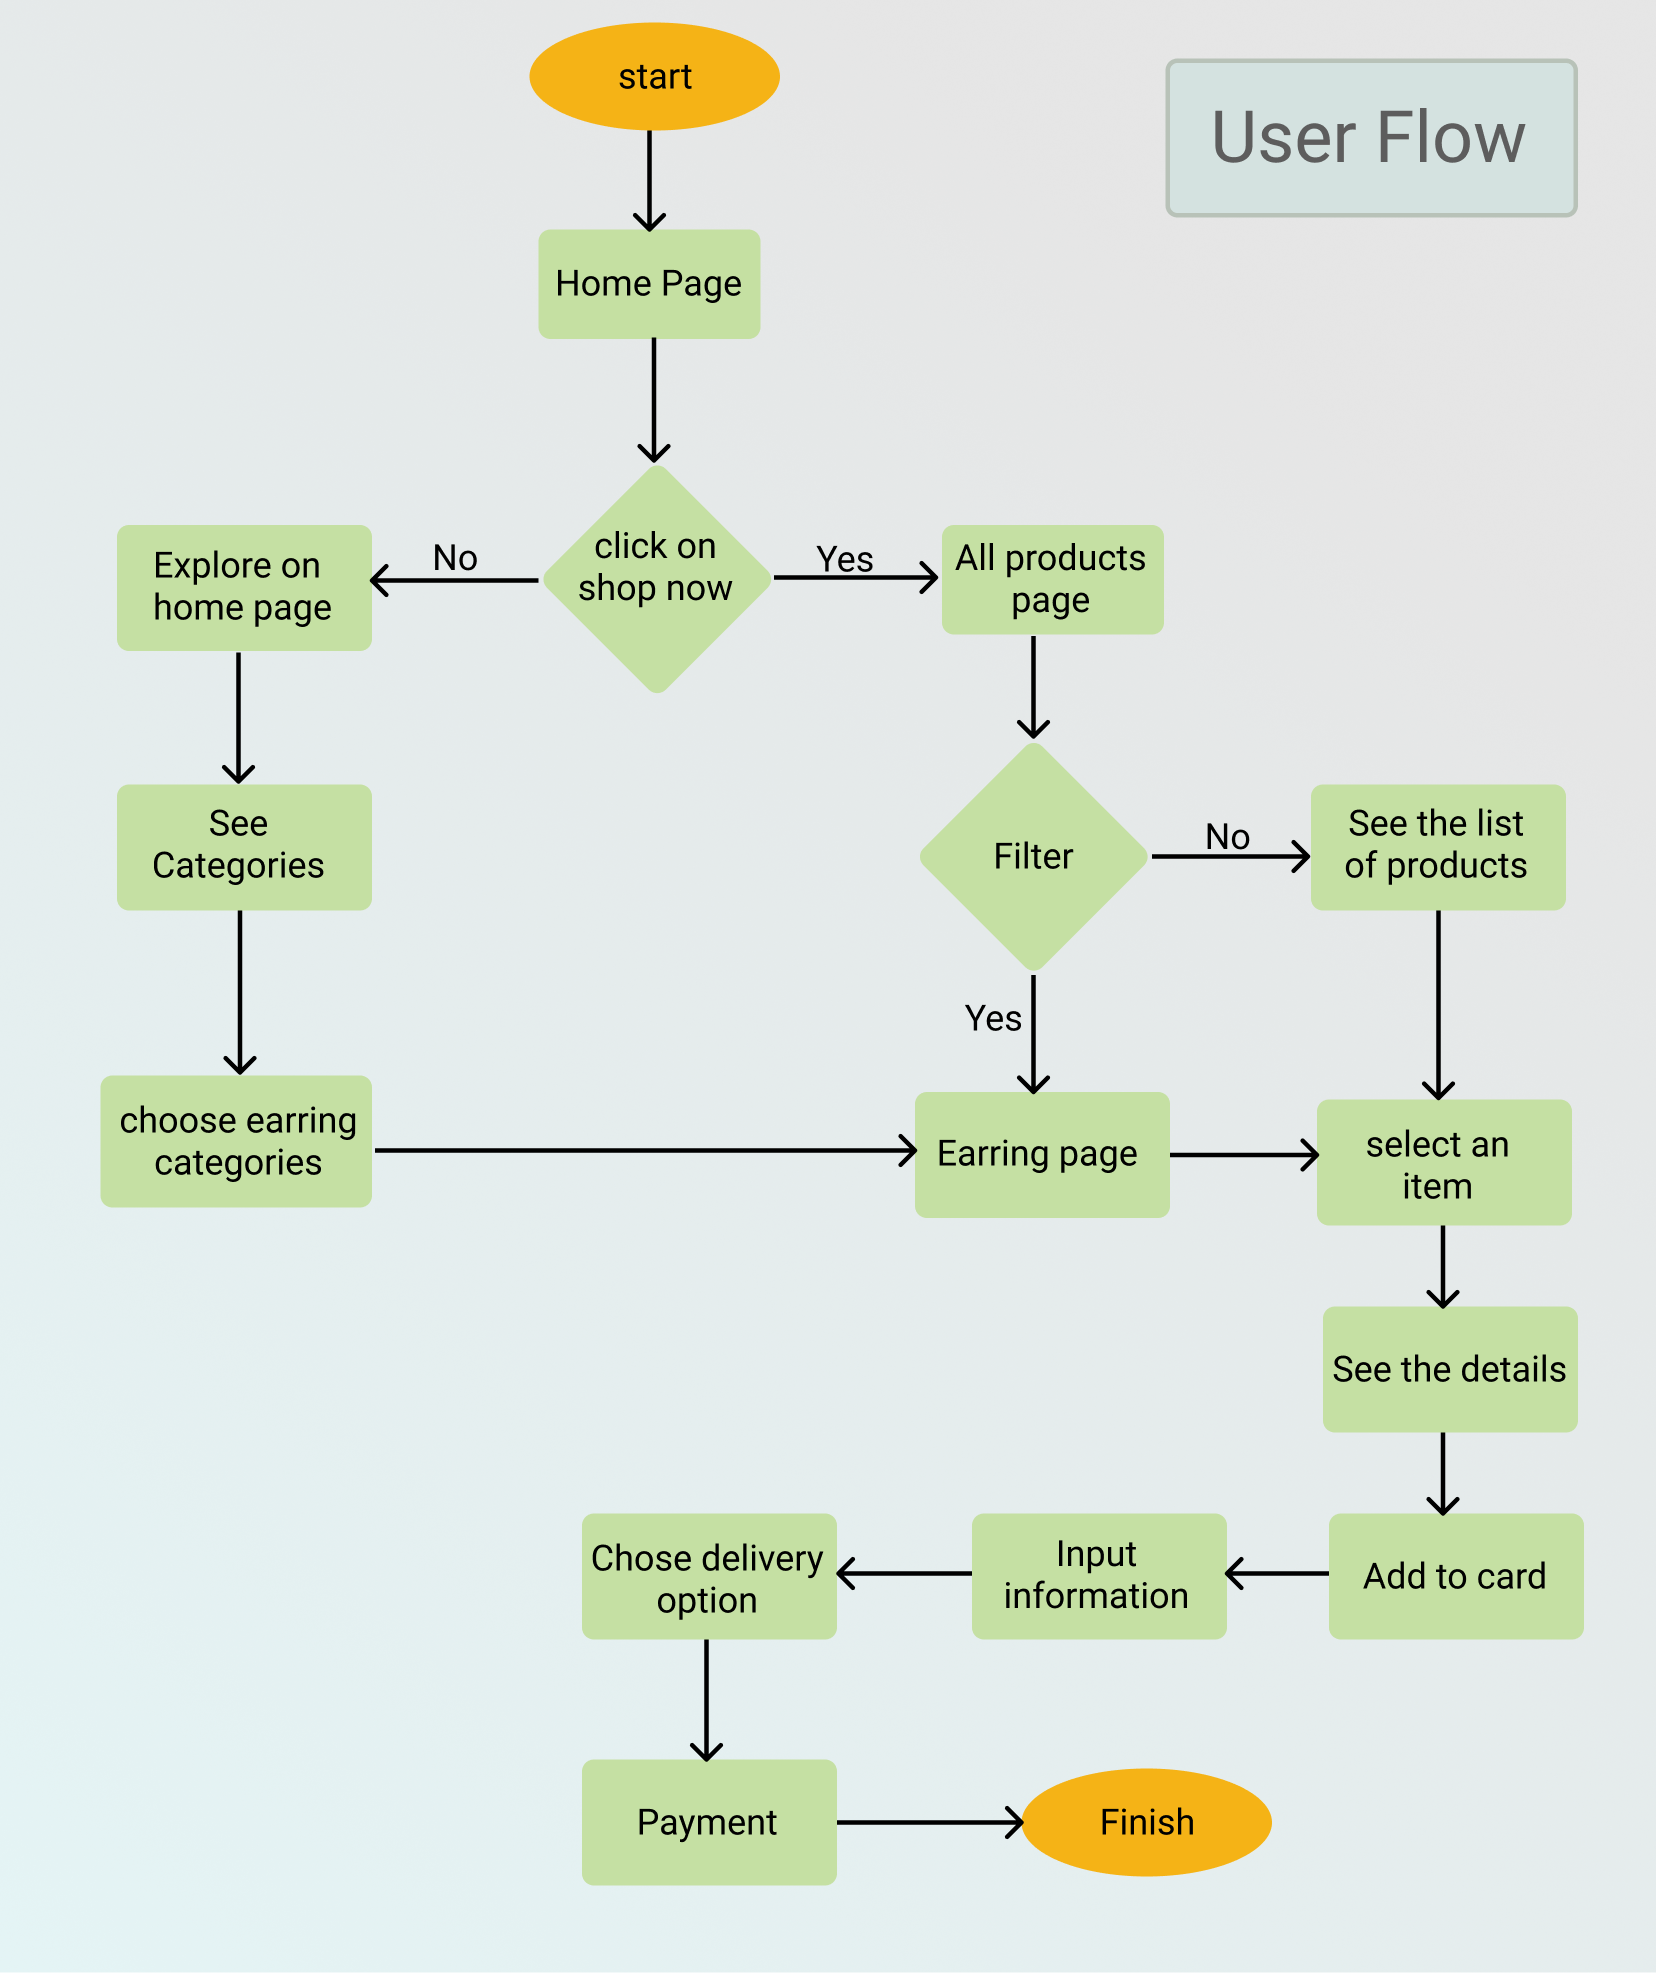 start
User Flow
Home Page
click on
shop now
No
Yes
Explore on
home page
All products
page
See
Categories
Filter
No
See the list
of products
Yes
choose earring
categories
Earring page
select an
item
See the details
Chose delivery
option
Input
information
Add to card
Payment
Finish